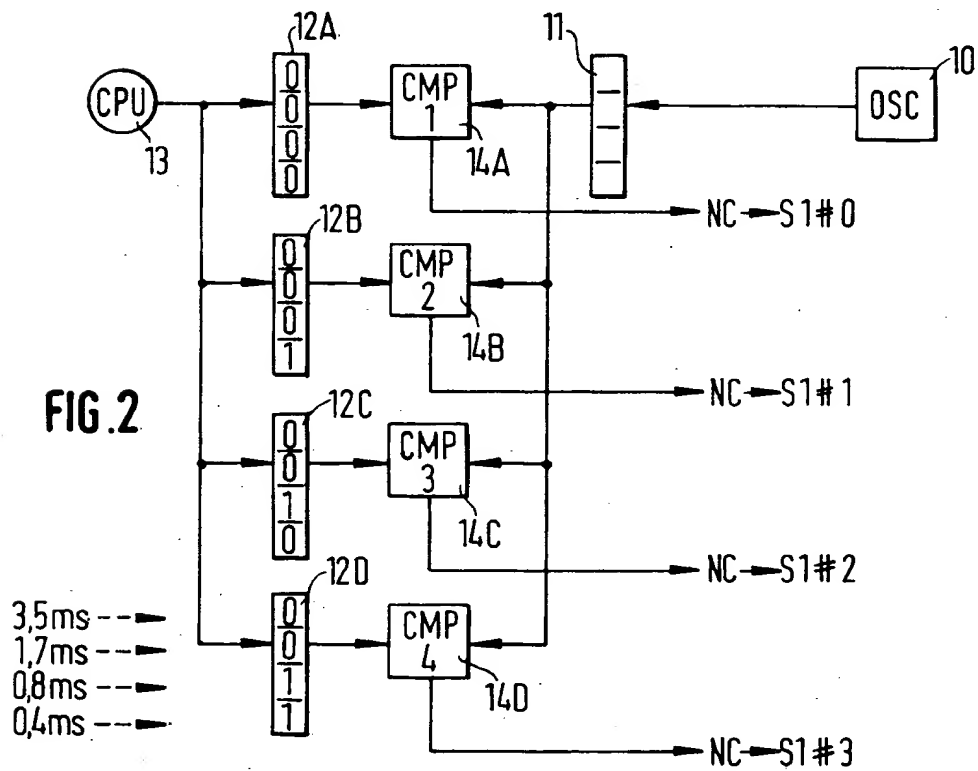 12A
11
10
CPU
0
0
0
0
CMP
1
OSC
13
14A
NC S1#0
12B
0
0
0
1
CMP
2
14B
NC S1#1
FIG.2
12C
0
0
1
0
CMP
3
14C
NC S1#2
12D
0
0
1
1
CMP
4
14D
3,5ms
1,7ms
0,8ms
0,4ms
NC S1#3